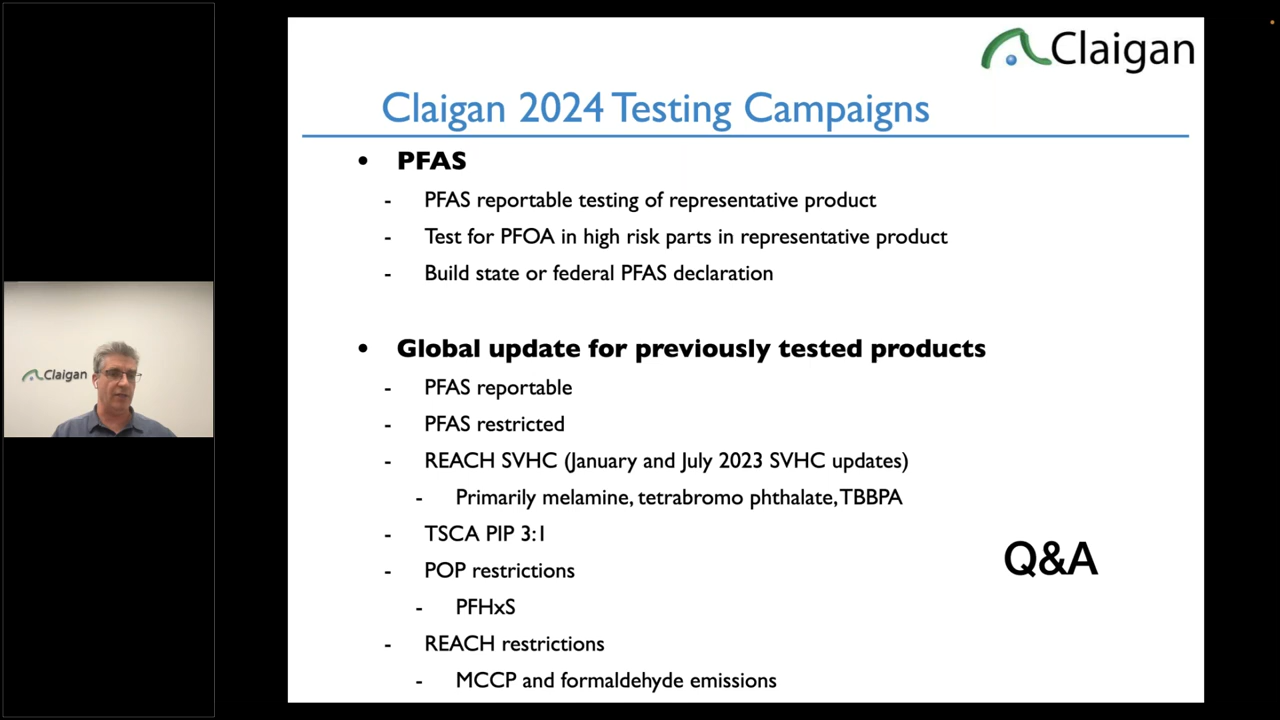 Claigan
Claigan 2024 Testing Campaigns
• PFAS
- PFAS reportable testing of representative product
- Test for PFOA in high risk parts in representative product
- Build state or federal PFAS declaration
• Global update for previously tested products
- PFAS reportable
- PFAS restricted
- REACH SVHC (January and July 2023 SVHC updates)
- Primarily melamine, tetrabromo phthalate, TBBPA
- TSCA PIP 3:1
- POP restrictions
- PFHxS
- REACH restrictions
- MCCP and formaldehyde emissions
Q&A
Claigan